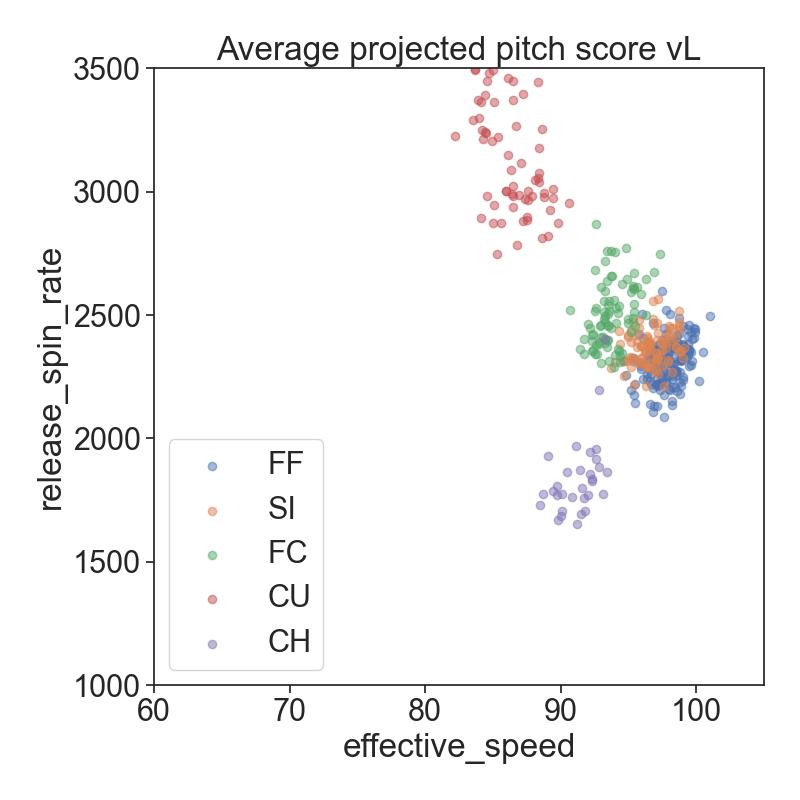 Average projected pitch score vL
3500
3000
2500
2000
1500
1000
release_spin_rate
FF
SI
FC
CU
CH
60 70 80 90 100
effective_speed